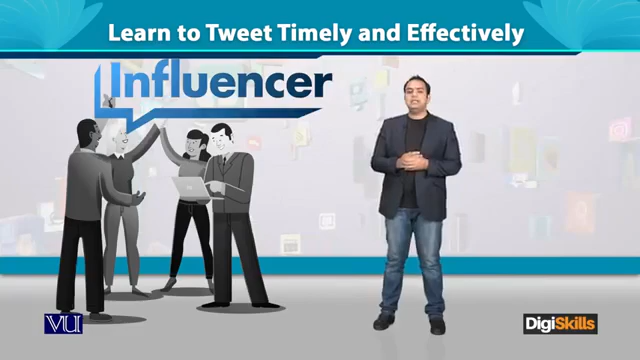 Learn to Tweet Timely and Effectively
Influencer
VU
DigiSkills